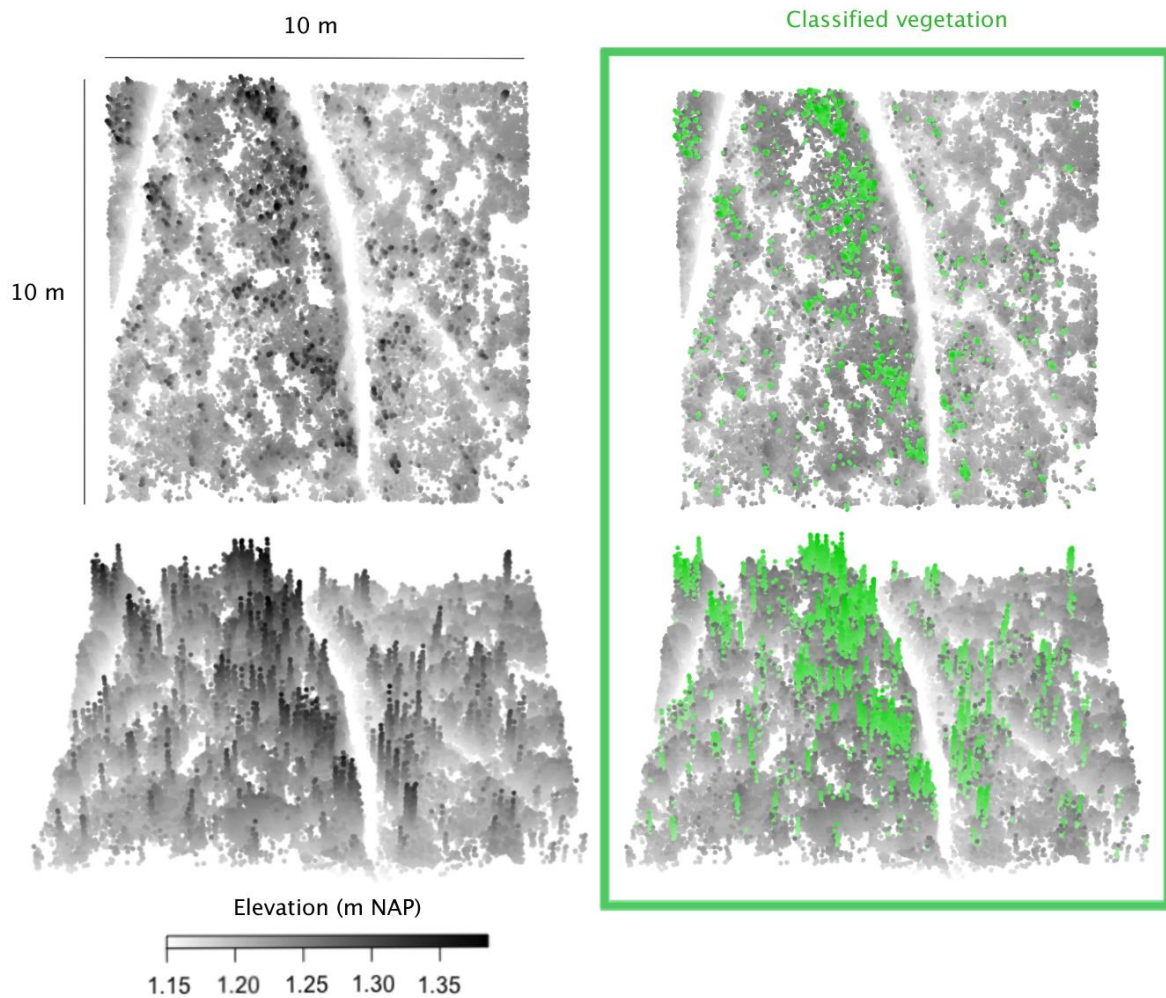 10 m
Classified vegetation
10 m
Elevation (m NAP)
1.15 1.20 1.25 1.30 1.35